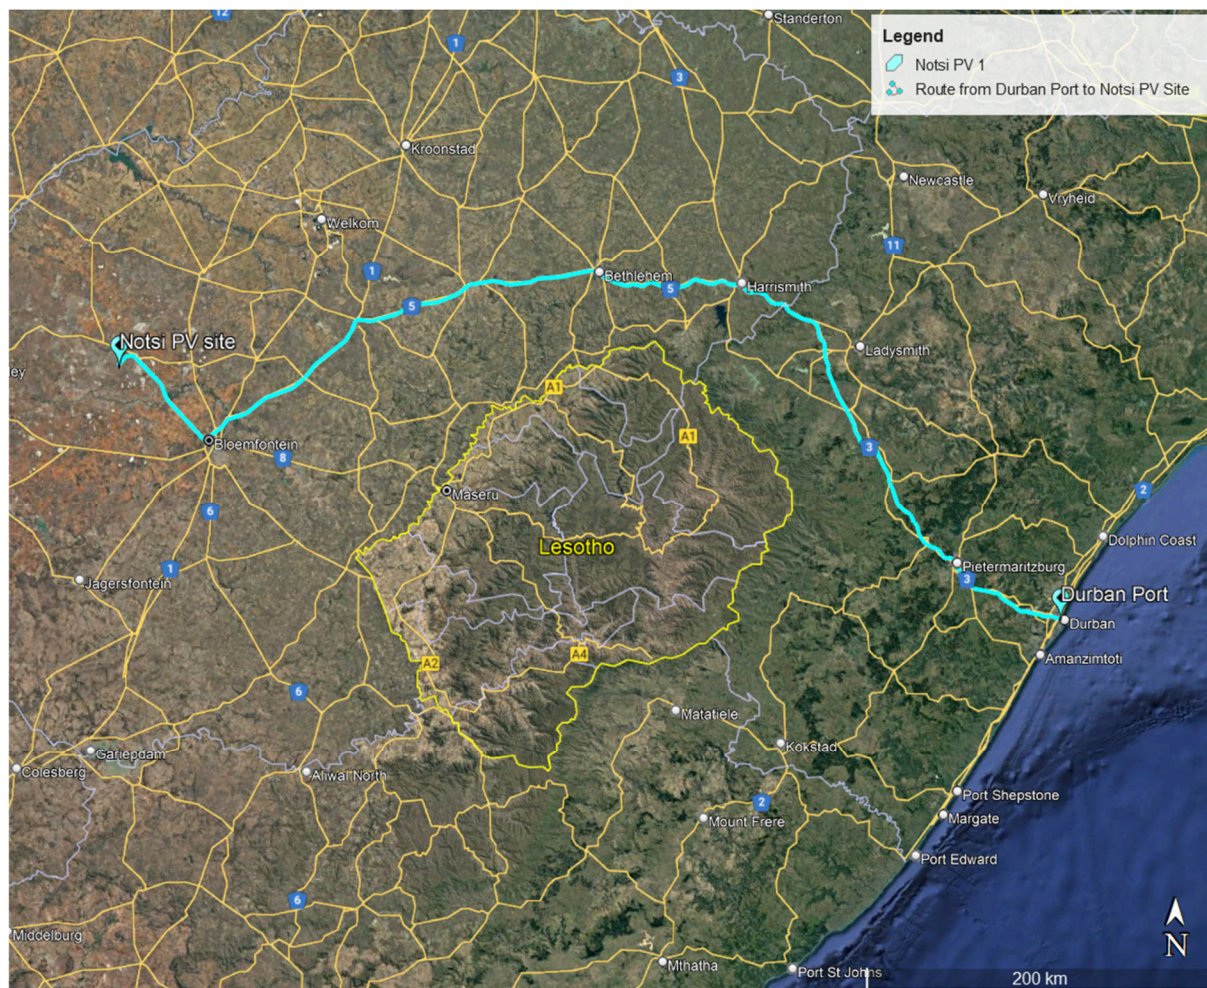 12
Standerton
Legend
Notsi PV 1
Route from Durban Port to Notsi PV Site
1
3
Kroonstad
Newcastle
Vryheid
Welkom
11
1
Bethlehem
5
Harrismith
5
Notsi PV site
Ladysmith
ley
A1
Bloemfontein
A1
3
8
Maseru
2
6
Dolphin Coast
Lesotho
Pietermaritzburg
1
Jagersfontein
3
Durban Port
Durban
A4
Amanzimtoti
A2
6
Matatiele
Kokstad
Gariepdam
Colesberg
Aliwal North
Port Shepstone
2
Margate
Mount Frere
Port Edward
6
Middelburg
N
Mthatha
Port St Johns
200 km